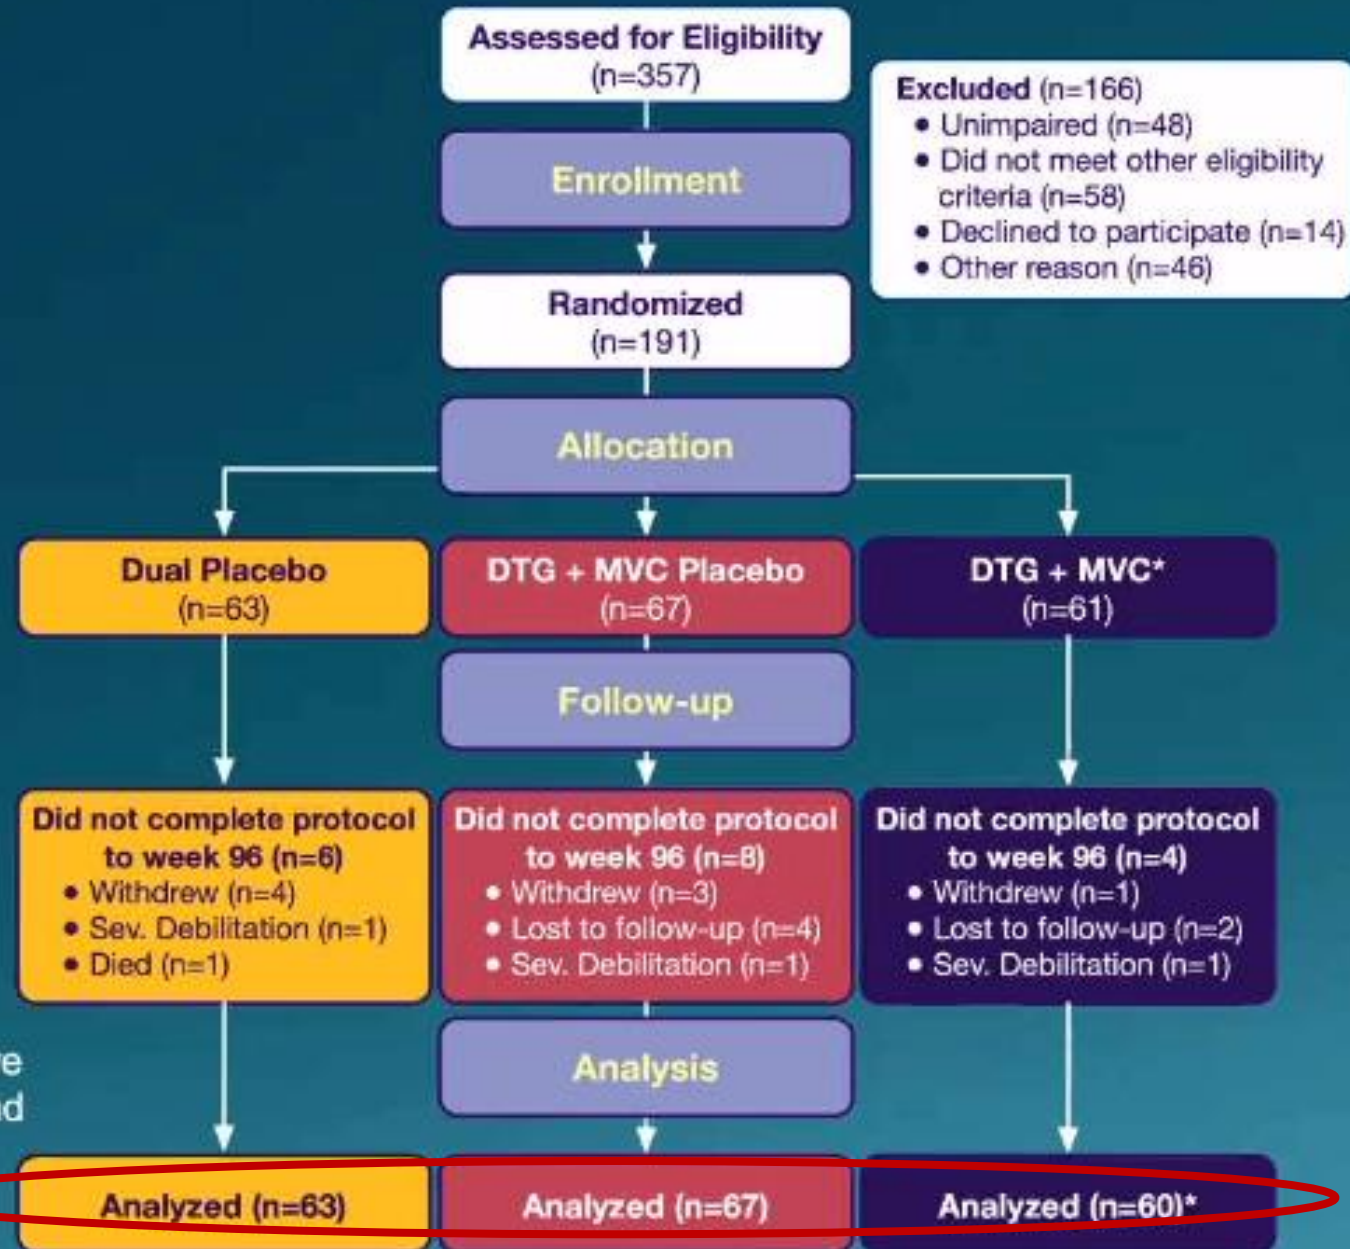 Assessed for Eligibility
(n=357)
Excluded (n=166)
• Unimpaired (n=48)
• Did not meet other eligibility
criteria (n=58)
• Declined to participate (n=14)
• Other reason (n=46)
Enrollment
Randomized
(n=191)
Allocation
Dual Placebo
(n=63)
DTG + MVC Placebo
(n=67)
DTG + MVC*
(n=61)
Follow-up
Did not complete protocol
to week 96 (n=6)
• Withdrew (n=4)
• Sev. Debilitation (n=1)
• Died (n=1)
Did not complete protocol
to week 96 (n=8)
• Withdrew (n=3)
• Lost to follow-up (n=4)
• Sev. Debilitation (n=1)
Did not complete protocol
to week 96 (n=4)
• Withdrew (n=1)
• Lost to follow-up (n=2)
• Sev. Debilitation (n=1)
Analysis
Analyzed (n=63)
Analyzed (n=67)
Analyzed (n=60)*